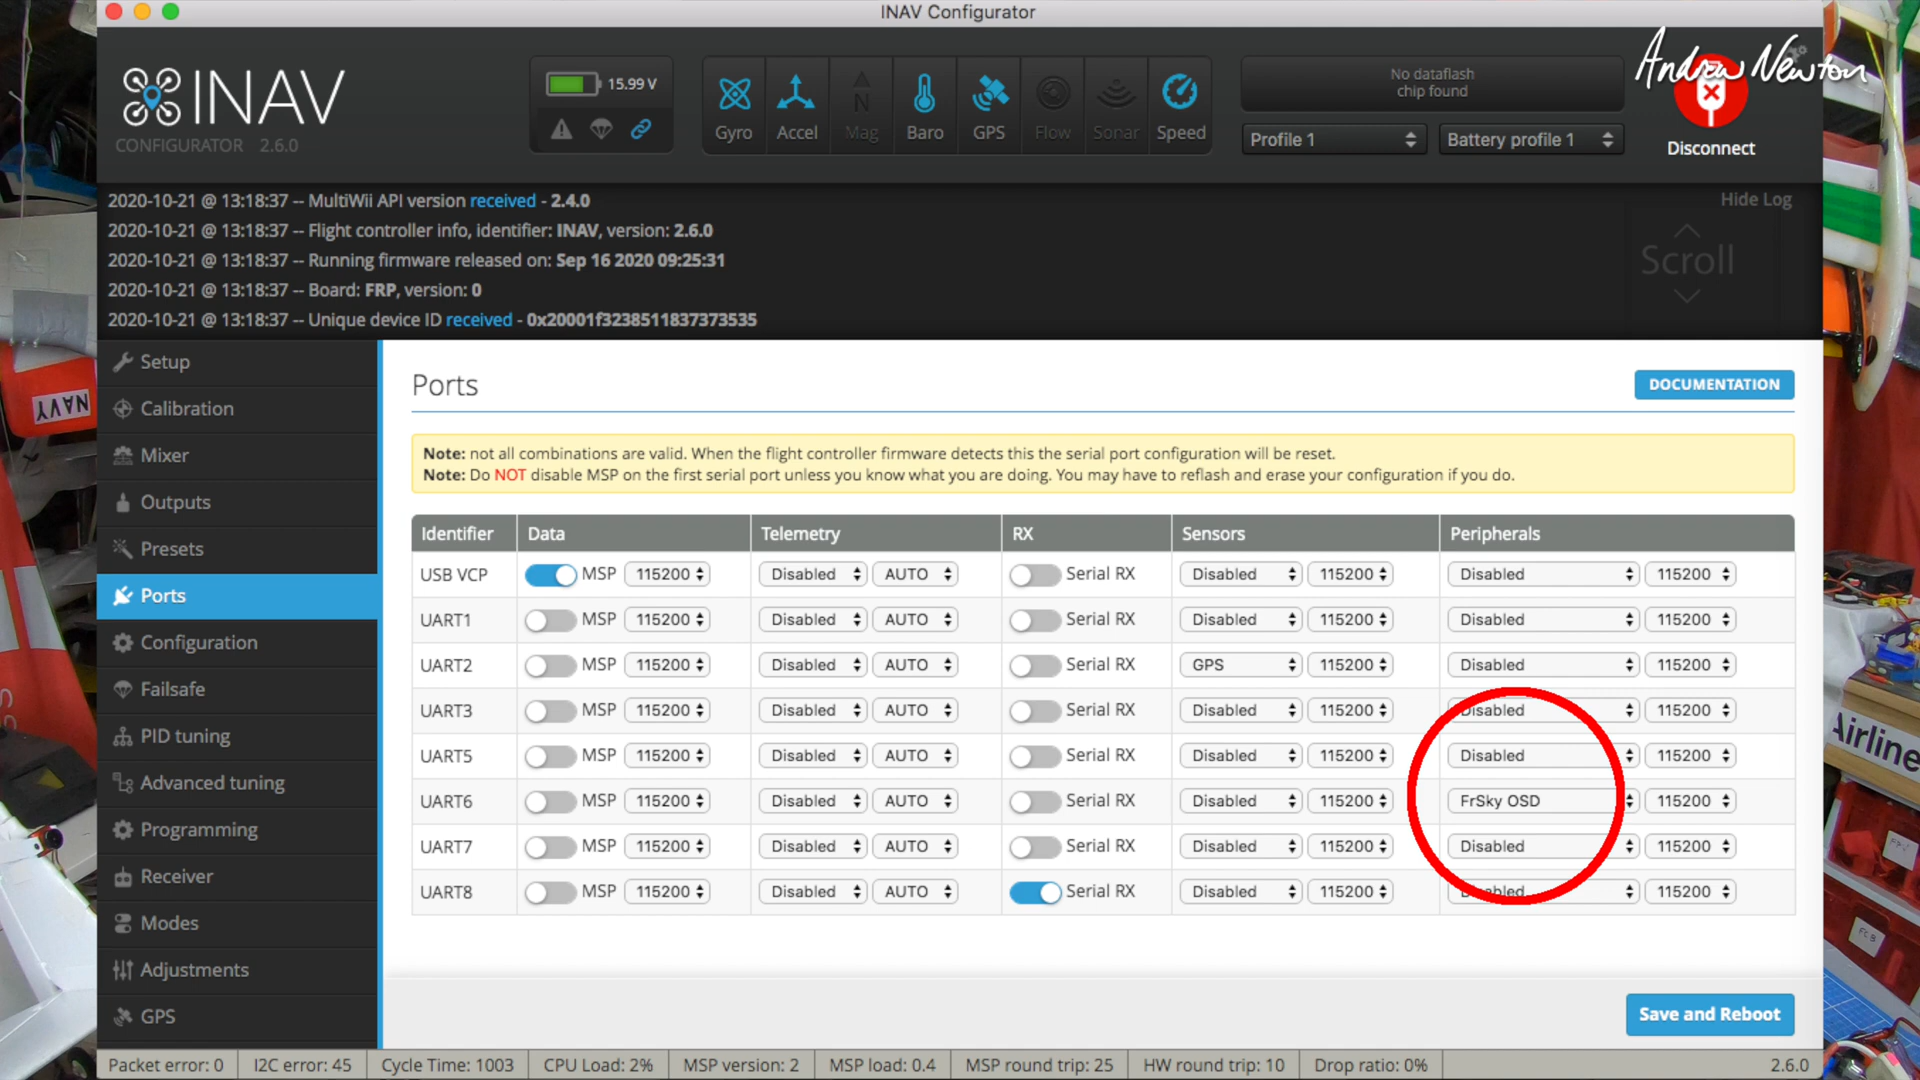 INAV Configurator
Andrew Newton
INAV
CONFIGURATOR 2.6.0
15.99 V
Gyro Accel Mag Baro GPS Flow Sonar Speed
N
No dataflash
chip found
Profile 1 Battery profile 1
Disconnect
2020-10-21 @ 13:18:37 -- MultiWii API version received - 2.4.0
2020-10-21 @ 13:18:37 -- Flight controller info, identifier: INAV, version: 2.6.0
2020-10-21 @ 13:18:37 -- Running firmware released on: Sep 16 2020 09:25:31
2020-10-21 @ 13:18:37 -- Board: FRP, version: 0
2020-10-21 @ 13:18:37 -- Unique device ID received - 0x20001f3238511837373535
Hide Log
Scroll
Setup
Calibration
Mixer
Outputs
Presets
Ports
Configuration
Failsafe
PID tuning
Advanced tuning
Programming
Receiver
Modes
Adjustments
GPS
Ports
DOCUMENTATION
Note: not all combinations are valid. When the flight controller firmware detects this the serial port configuration will be reset.
Note: Do NOT disable MSP on the first serial port unless you know what you are doing. You may have to reflash and erase your configuration if you do.
Identifier Data Telemetry RX Sensors Peripherals
USB VCP MSP 115200 Disabled AUTO Serial RX Disabled 115200 Disabled 115200
UART1 MSP 115200 Disabled AUTO Serial RX Disabled 115200 Disabled 115200
UART2 MSP 115200 Disabled AUTO Serial RX GPS 115200 Disabled 115200
UART3 MSP 115200 Disabled AUTO Serial RX Disabled 115200 Disabled 115200
UART5 MSP 115200 Disabled AUTO Serial RX Disabled 115200 Disabled 115200
UART6 MSP 115200 Disabled AUTO Serial RX Disabled 115200 FrSky OSD 115200
UART7 MSP 115200 Disabled AUTO Serial RX Disabled 115200 Disabled 115200
UART8 MSP 115200 Disabled AUTO Serial RX Disabled 115200 Disabled 115200
Save and Reboot
Packet error: 0 I2C error: 45 Cycle Time: 1003 CPU Load: 2% MSP version: 2 MSP load: 0.4 MSP round trip: 25 HW round trip: 10 Drop ratio: 0% 2.6.0
NAVY
Airline